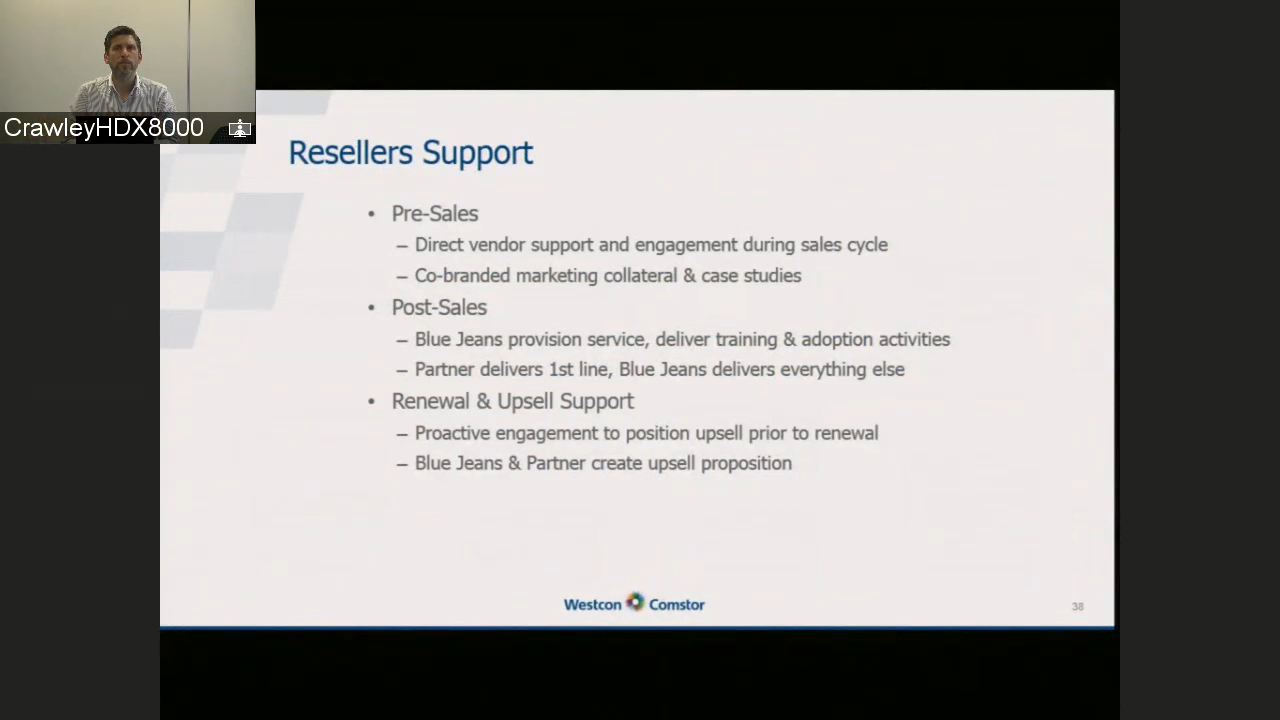 CrawleyHDX8000
Resellers Support
• Pre-Sales
– Direct vendor support and engagement during sales cycle
– Co-branded marketing collateral & case studies
• Post-Sales
– Blue Jeans provision service, deliver training & adoption activities
– Partner delivers 1st line, Blue Jeans delivers everything else
• Renewal & Upsell Support
– Proactive engagement to position upsell prior to renewal
– Blue Jeans & Partner create upsell proposition
Westcon Comstor
38